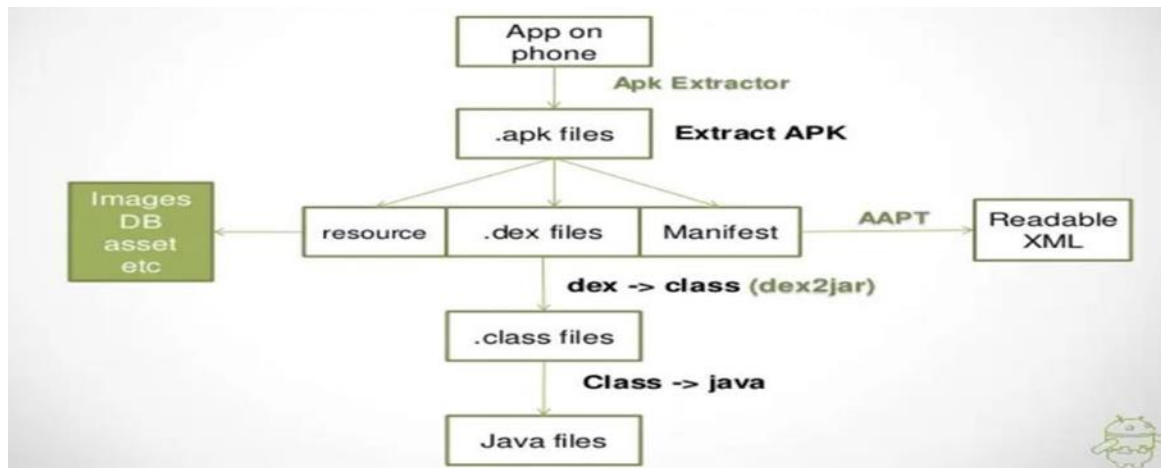 App on
phone
Apk Extractor
.apk files
Extract APK
Images
DB
asset
etc
resource
.dex files
Manifest
AAPT
Readable
XML
dex -> class (dex2jar)
.class files
Class -> java
Java files